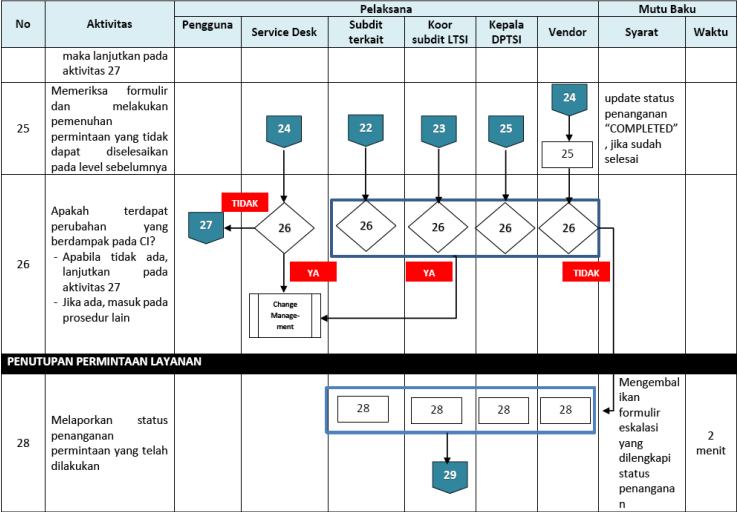 No
Aktivitas
Pelaksana
Mutu Baku
Pengguna
Service Desk
Subdit
terkait
Koor
subdit LTSI
Kepala
DPTSI
Vendor
Syarat
Waktu
maka lanjutkan pada
aktivitas 27
25
Memeriksa formulir
dan melakukan
pemenuhan
permintaan yang tidak
dapat diselesaikan
pada level sebelumnya
24
22
23
25
24
25
update status
penanganan
“COMPLETED”
, jika sudah
selesai
26
Apakah terdapat
perubahan yang
berdampak pada CI?
- Apabila tidak ada,
lanjutkan pada
aktivitas 27
- Jika ada, masuk pada
prosedur lain
TIDAK
27
26
26
26
26
26
YA
YA
TIDAK
Change
Manage-
ment
PENUTUPAN PERMINTAAN LAYANAN
28
Melaporkan status
penanganan
permintaan yang telah
dilakukan
28
28
28
28
29
Mengembal
ikan
formulir
eskalasi
yang
dilengkapi
status
penangana
n
2
menit